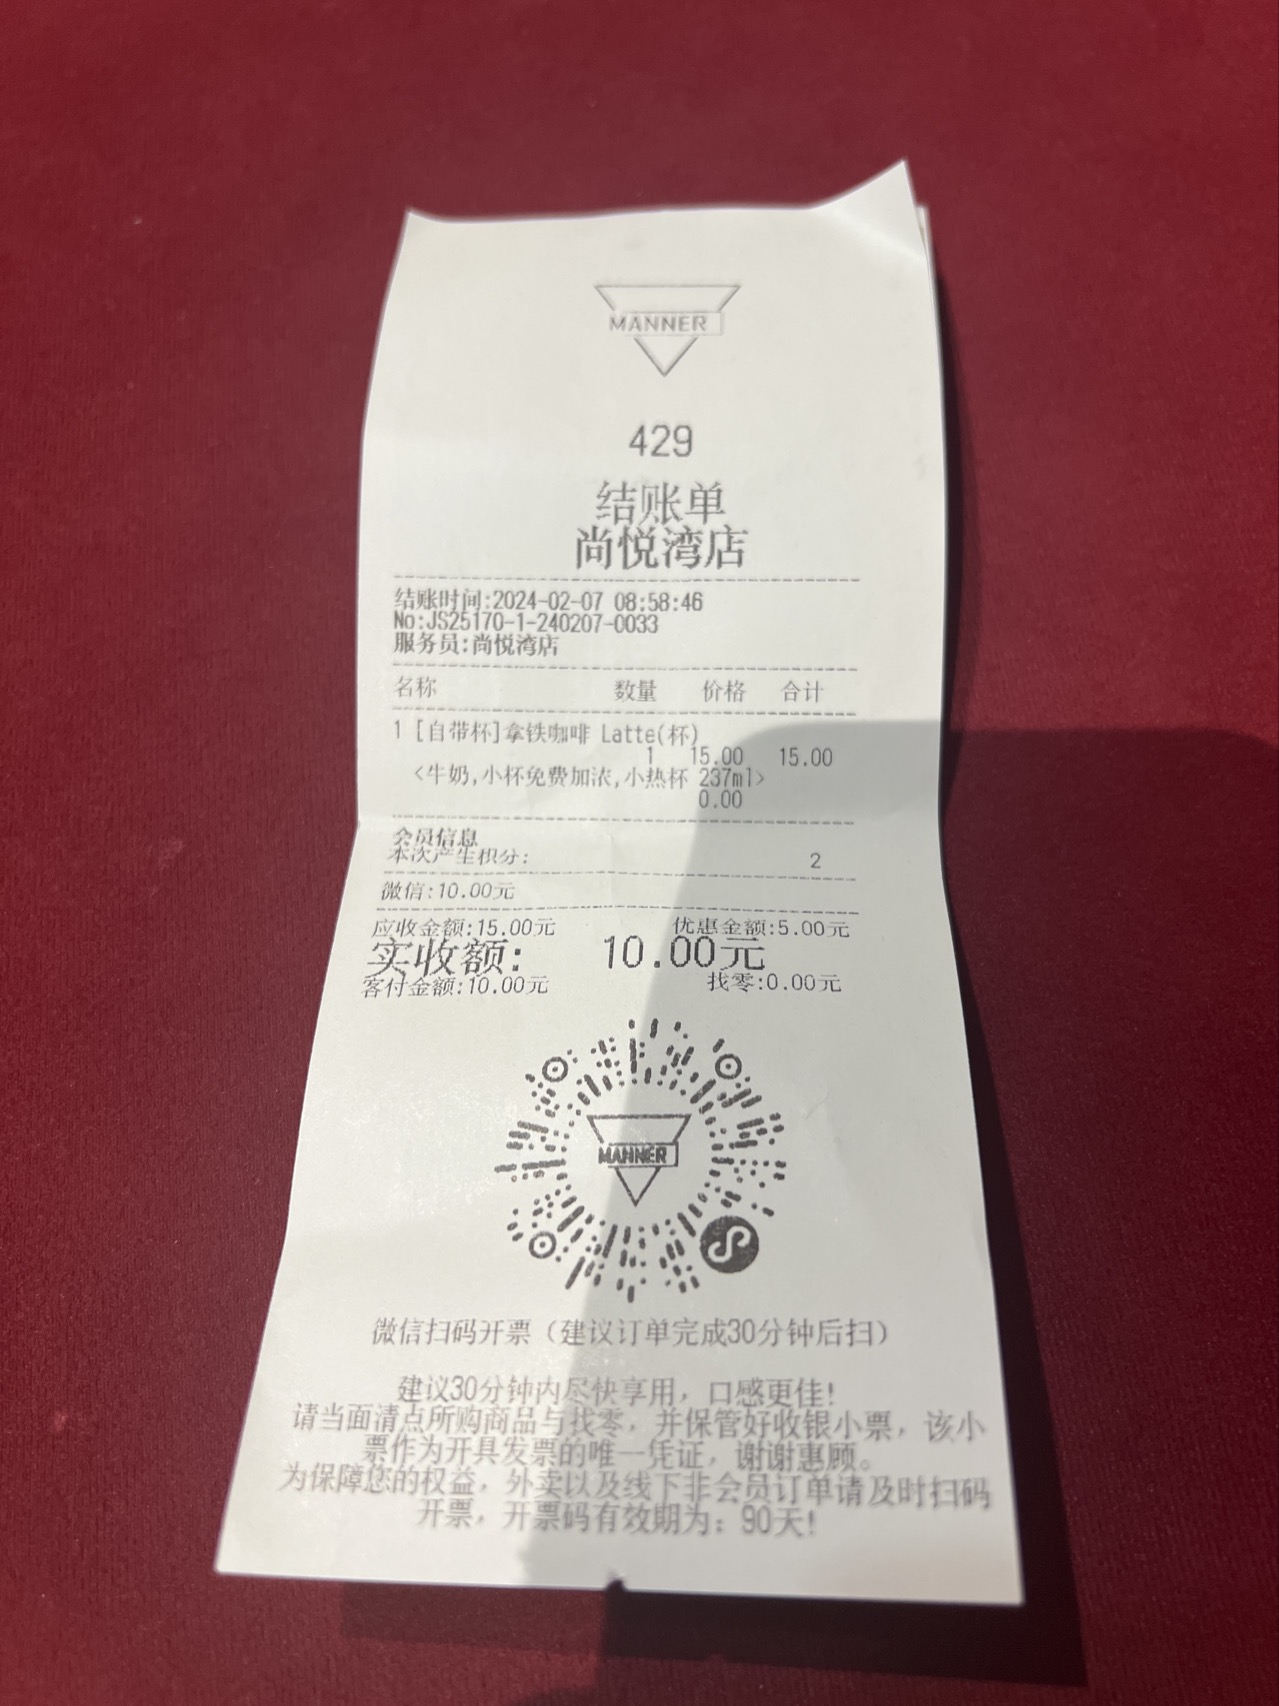 MANNER
429
结账单
尚悦湾店
结账时间:2024-02-07 08:58:46
No:JS25170-1-240207-0033
服务员:尚悦湾店
名称 数量 价格 合计
1 [自带杯]拿铁咖啡 Latte(杯)
1 15.00 15.00
<牛奶,小杯免费加浓,小热杯 237ml>
0.00
会员信息
本次产生积分: 2
微信:10.00元
应收金额:15.00元 优惠金额:5.00元
实收额: 10.00元
客付金额:10.00元 找零:0.00元
MANNER
微信扫码开票（建议订单完成30分钟后扫）
建议30分钟内尽快享用，口感更佳!
请当面清点所购商品与找零，并保管好收银小票，该小
票作为开具发票的唯一凭证，谢谢惠顾。
为保障您的权益，外卖以及线下非会员订单请及时扫码
开票，开票码有效期为：90天!